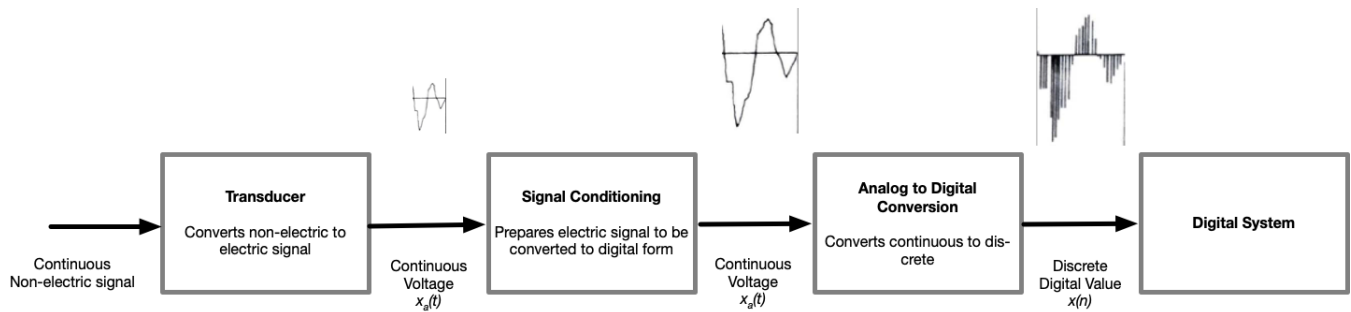 Continuous
Non-electric signal
Transducer
Converts non-electric to
electric signal
Continuous
Voltage
xa(t)
Signal Conditioning
Prepares electric signal to be
converted to digital form
Continuous
Voltage
xa(t)
Analog to Digital
Conversion
Converts continuous to dis-
crete
Discrete
Digital Value
x(n)
Digital System